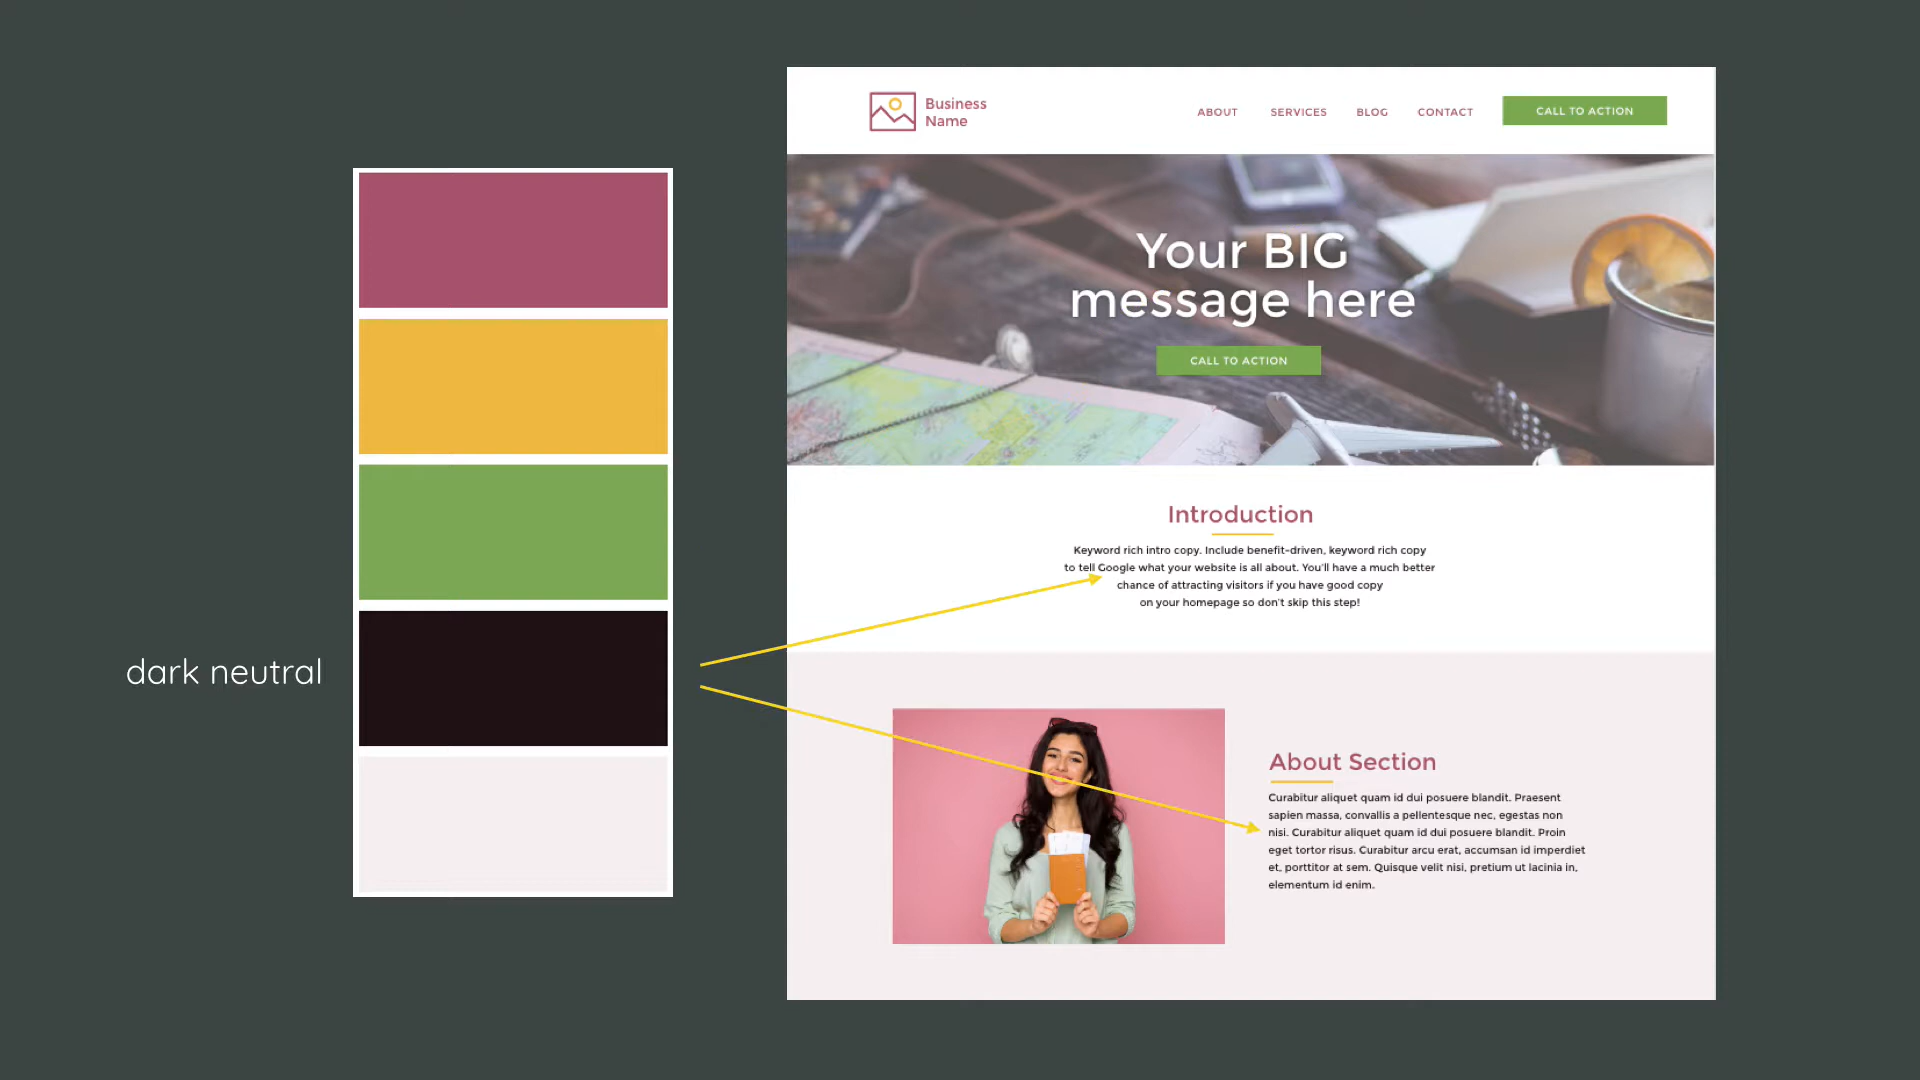 dark neutral
Business
Name
ABOUT SERVICES BLOG CONTACT CALL TO ACTION
Your BIG
message here
CALL TO ACTION
Introduction
Keyword rich intro copy. Include benefit-driven, keyword rich copy
to tell Google what your website is all about. You'll have a much better
chance of attracting visitors if you have good copy
on your homepage so don't skip this step!
About Section
Curabitur aliquet quam id dui posuere blandit. Praesent
sapien massa, convallis a pellentesque nec, egestas non
nisi. Curabitur aliquet quam id dui posuere blandit. Proin
eget tortor risus. Curabitur arcu erat, accumsan id imperdiet
et, porttitor at sem. Quisque velit nisi, pretium ut lacinia in,
elementum id enim.